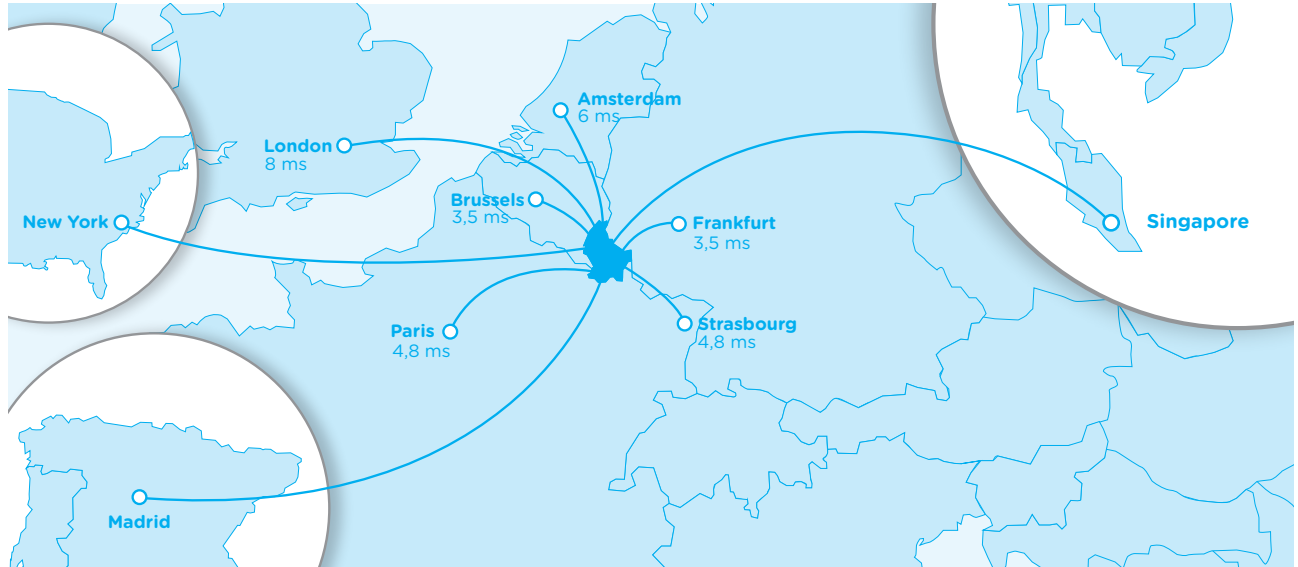 Amsterdam
6 ms
London
8 ms
Brussels
3,5 ms
New York
Frankfurt
3,5 ms
Singapore
Paris
4,8 ms
Strasbourg
4,8 ms
Madrid